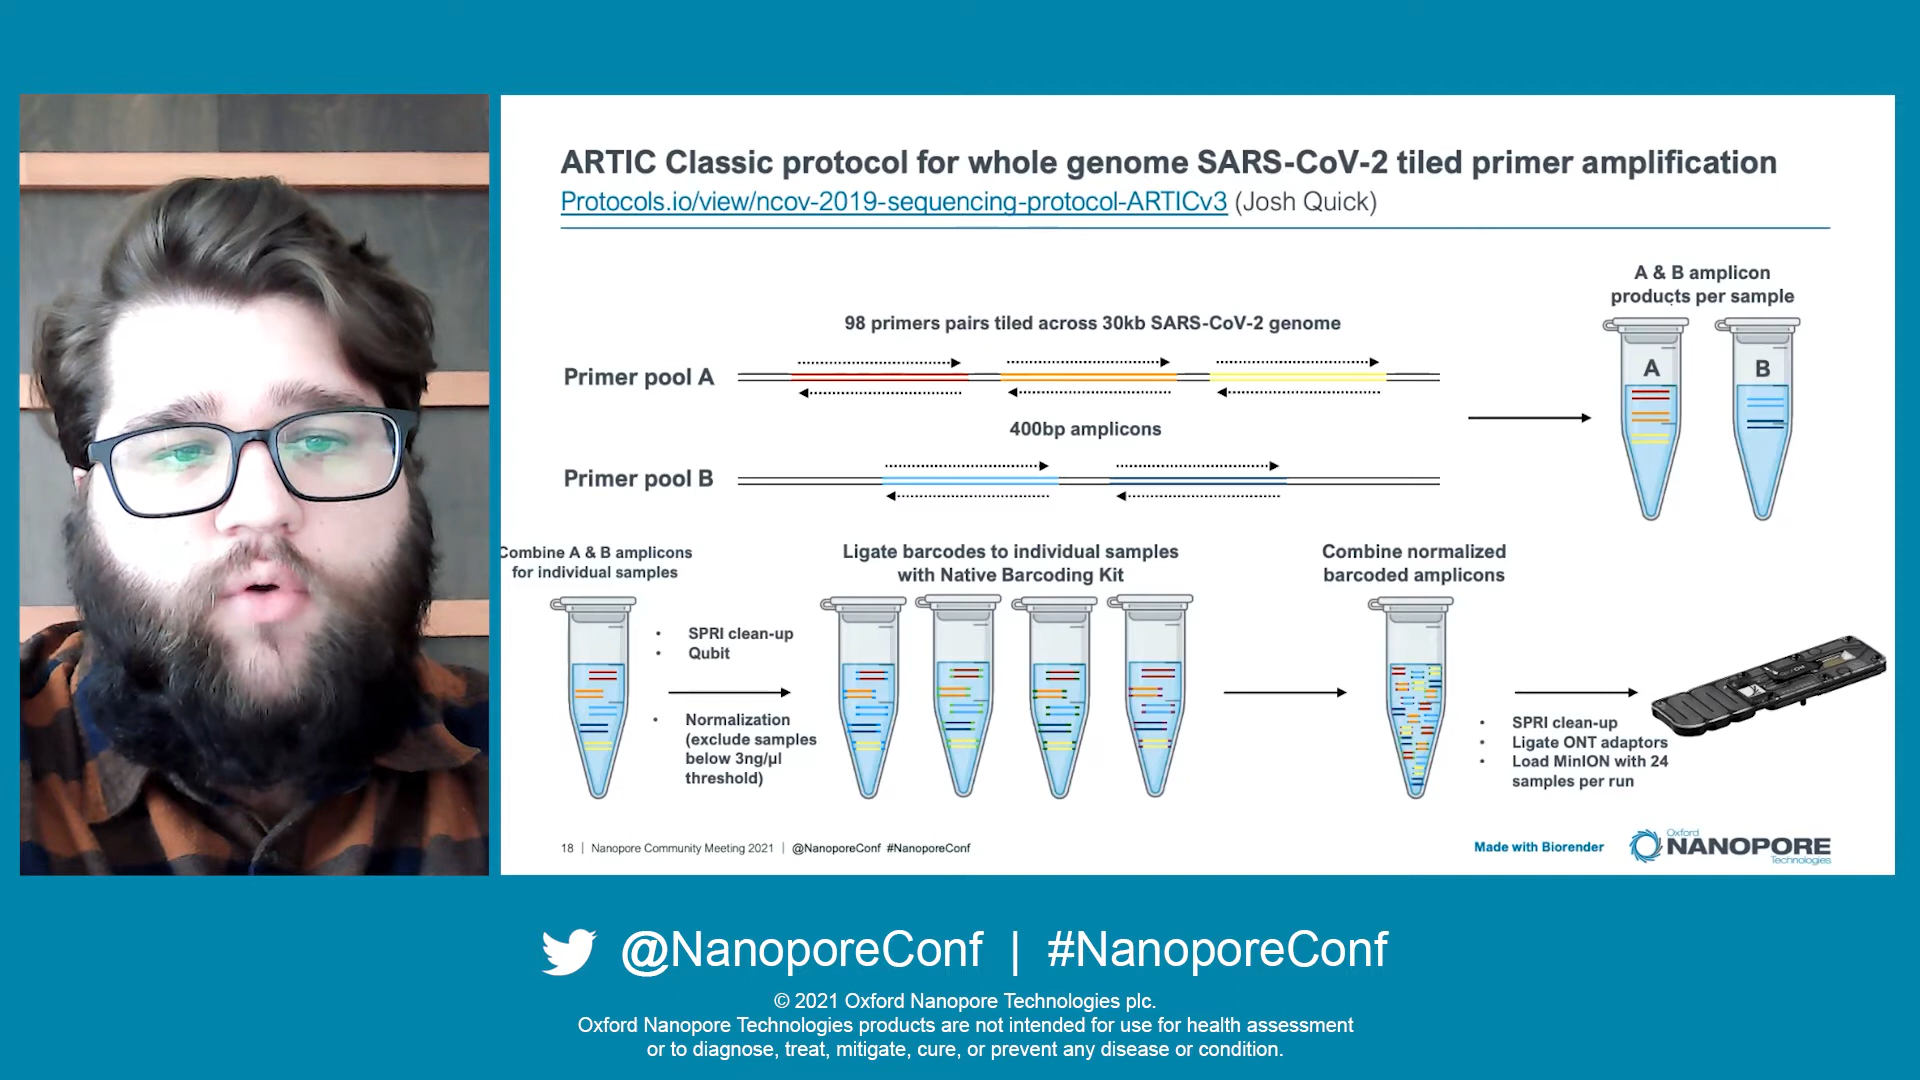 ARTIC Classic protocol for whole genome SARS-CoV-2 tiled primer amplification
Protocols.io/view/ncov-2019-sequencing-protocol-ARTICv3 (Josh Quick)
A & B amplicon
products per sample
98 primers pairs tiled across 30kb SARS-CoV-2 genome
Primer pool A
A
B
400bp amplicons
Primer pool B
Combine A & B amplicons
for individual samples
Ligate barcodes to individual samples
with Native Barcoding Kit
Combine normalized
barcoded amplicons
• SPRI clean-up
• Qubit
• Normalization
(exclude samples
below 3ng/µl
threshold)
• SPRI clean-up
• Ligate ONT adaptors
• Load MinION with 24
samples per run
18 | Nanopore Community Meeting 2021 | @NanoporeConf #NanoporeConf
Made with Biorender
Oxford
NANOPORE
Technologies
@NanoporeConf | #NanoporeConf
© 2021 Oxford Nanopore Technologies plc.
Oxford Nanopore Technologies products are not intended for use for health assessment
or to diagnose, treat, mitigate, cure, or prevent any disease or condition.